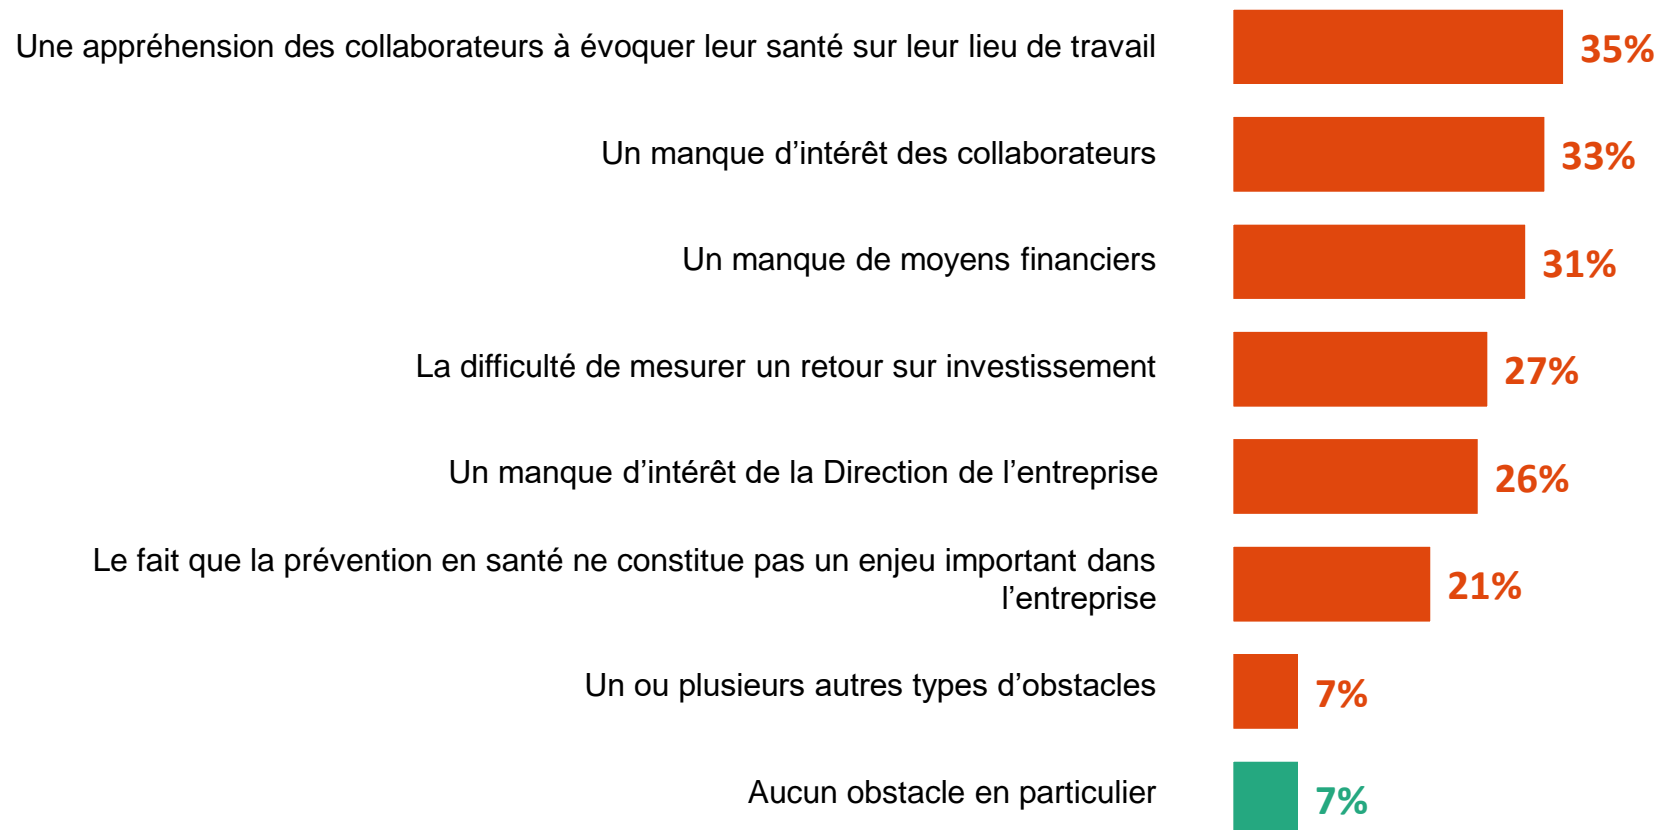 Une appréhension des collaborateurs à évoquer leur santé sur leur lieu de travail 35%
Un manque d’intérêt des collaborateurs 33%
Un manque de moyens financiers 31%
La difficulté de mesurer un retour sur investissement 27%
Un manque d’intérêt de la Direction de l’entreprise 26%
Le fait que la prévention en santé ne constitue pas un enjeu important dans
l’entreprise 21%
Un ou plusieurs autres types d’obstacles 7%
Aucun obstacle en particulier 7%